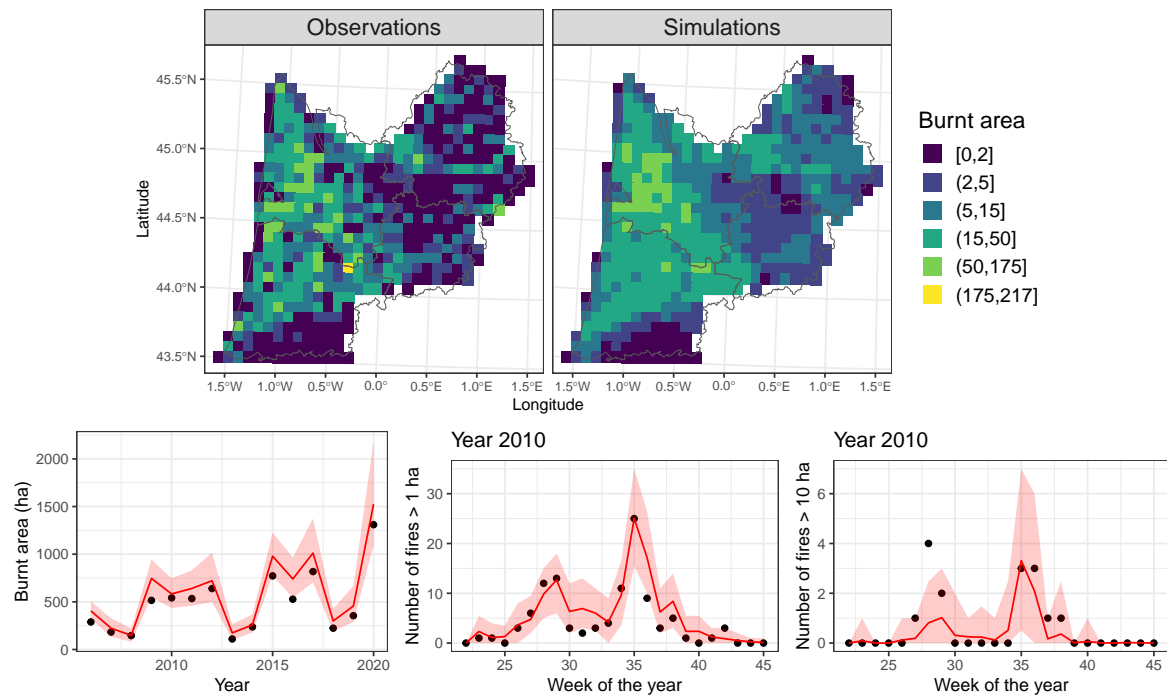 Observations
Simulations
45.5°N
45.0°N
44.5°N
44.0°N
43.5°N
Latitude
1.5°W 1.0°W 0.5°W 0.0° 0.5°E 1.0°E 1.5°E
1.5°W 1.0°W 0.5°W 0.0° 0.5°E 1.0°E 1.5°E
Longitude
Burnt area
[0,2]
(2,5]
(5,15]
(15,50]
(50,175]
(175,217]
2000
1500
1000
500
0
Burnt area (ha)
2010 2015 2020
Year
Year 2010
30
20
10
0
Number of fires > 1 ha
25 30 35 40 45
Week of the year
Year 2010
6
4
2
0
Number of fires > 10 ha
25 30 35 40 45
Week of the year